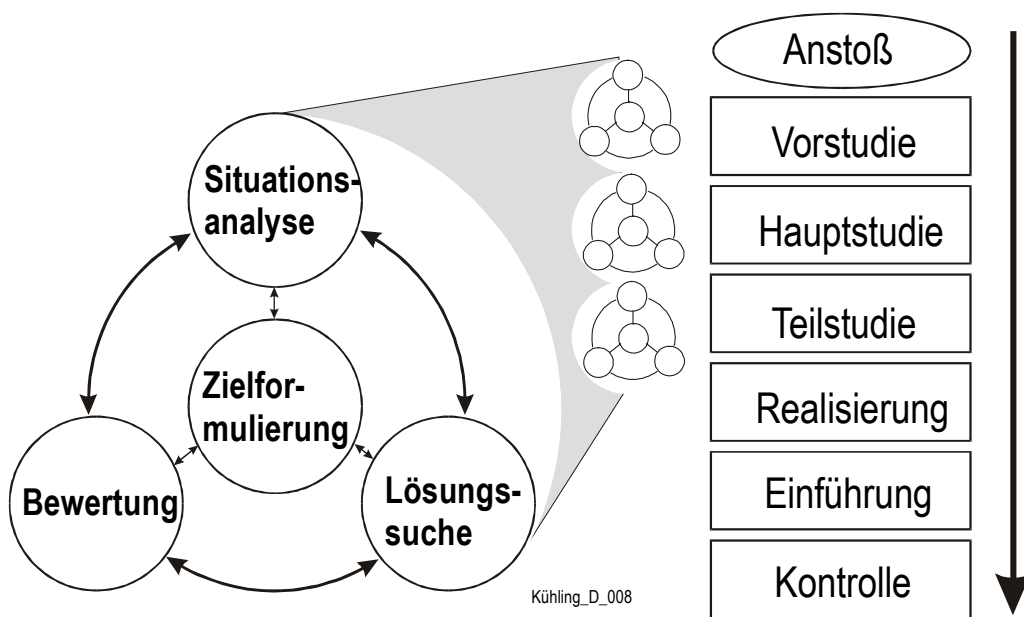 Situations-
analyse
Zielfor-
mulierung
Bewertung
Lösungs-
suche
Kühling_D_008
Anstoß
Vorstudie
Hauptstudie
Teilstudie
Realisierung
Einführung
Kontrolle